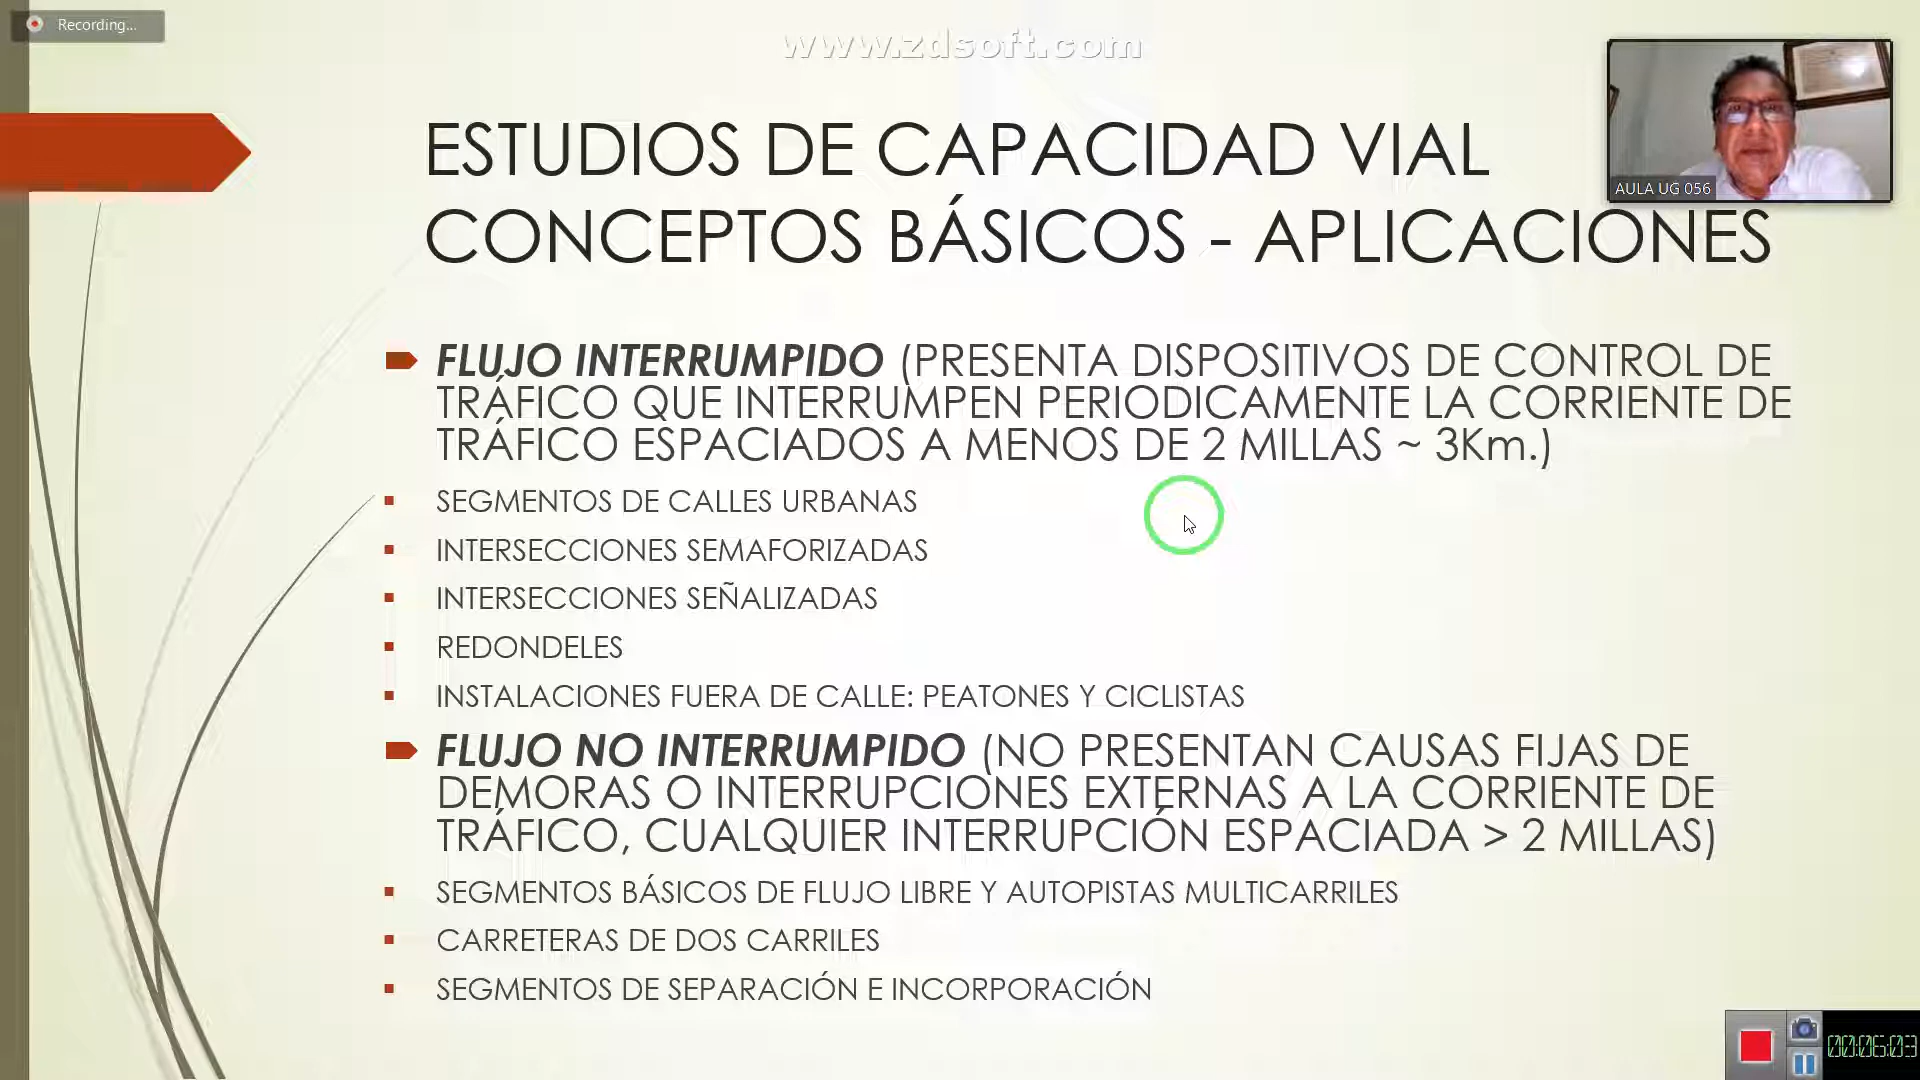 Recording...
www.zdsoft.com
AULA UG 056
ESTUDIOS DE CAPACIDAD VIAL
CONCEPTOS BÁSICOS - APLICACIONES
FLUJO INTERRUMPIDO (PRESENTA DISPOSITIVOS DE CONTROL DE
TRÁFICO QUE INTERRUMPEN PERIODICAMENTE LA CORRIENTE DE
TRÁFICO ESPACIADOS A MENOS DE 2 MILLAS ~ 3Km.)
SEGMENTOS DE CALLES URBANAS
INTERSECCIONES SEMAFORIZADAS
INTERSECCIONES SEÑALIZADAS
REDONDELES
INSTALACIONES FUERA DE CALLE: PEATONES Y CICLISTAS
FLUJO NO INTERRUMPIDO (NO PRESENTAN CAUSAS FIJAS DE
DEMORAS O INTERRUPCIONES EXTERNAS A LA CORRIENTE DE
TRÁFICO, CUALQUIER INTERRUPCIÓN ESPACIADA > 2 MILLAS)
SEGMENTOS BÁSICOS DE FLUJO LIBRE Y AUTOPISTAS MULTICARRILES
CARRETERAS DE DOS CARRILES
SEGMENTOS DE SEPARACIÓN E INCORPORACIÓN
00:06:03